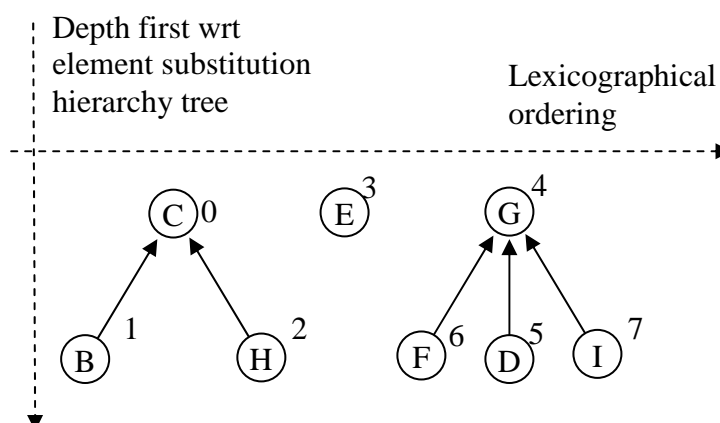 Depth first wrt
element substitution
hierarchy tree
Lexicographical
ordering
C 0
E 3
G 4
B 1
H 2
F 6
D 5
I 7